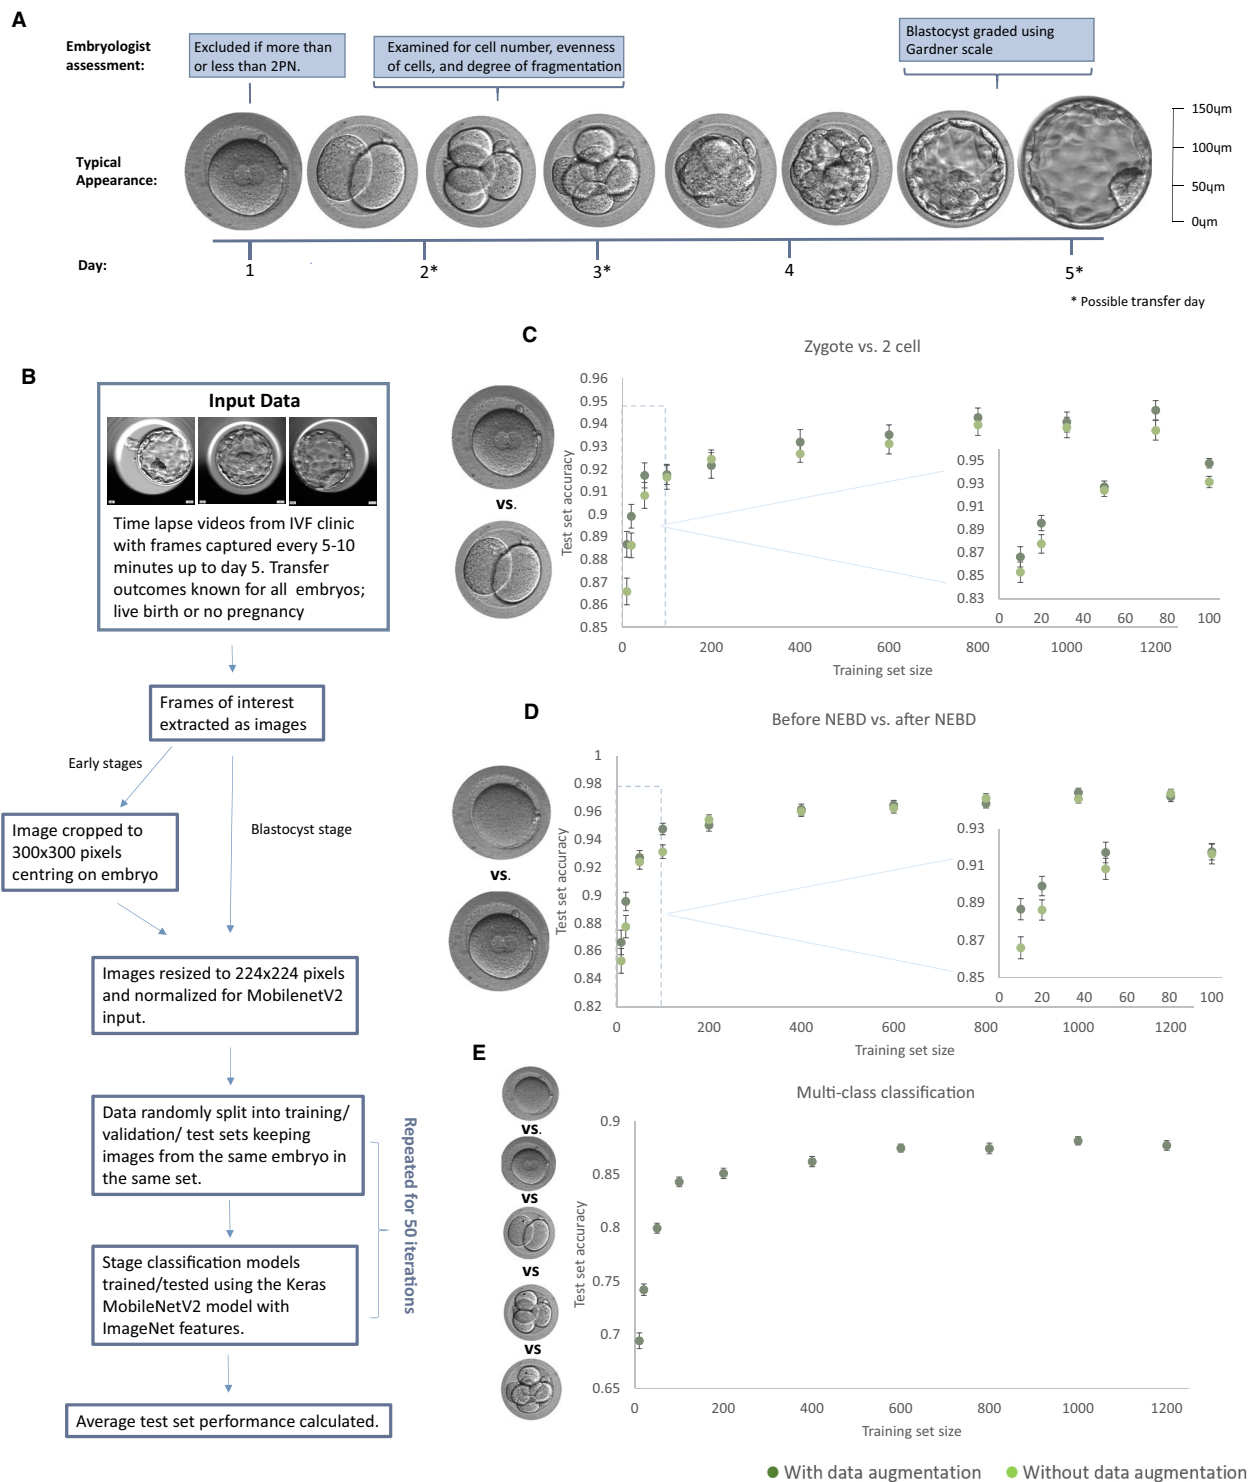 A
Embryologist
assessment:
Excluded if more than
or less than 2PN.
Examined for cell number, evenness
of cells, and degree of fragmentation
Blastocyst graded using
Gardner scale
Typical
Appearance:
150ųm
100ųm
50ųm
0ųm
Day:
1
2*
3*
4
5*
* Possible transfer day
B
Input Data
Time lapse videos from IVF clinic
with frames captured every 5-10
minutes up to day 5. Transfer
outcomes known for all embryos;
live birth or no pregnancy
Frames of interest
extracted as images
Early stages
Blastocyst stage
Image cropped to
300x300 pixels
centring on embryo
Images resized to 224x224 pixels
and normalized for MobilenetV2
input.
Data randomly split into training/
validation/ test sets keeping
images from the same embryo in
the same set.
Stage classification models
trained/tested using the Keras
MobileNetV2 model with
ImageNet features.
Repeated for 50 iterations
Average test set performance calculated.
C
Zygote vs. 2 cell
vs.
Test set accuracy
0.96
0.95
0.94
0.93
0.92
0.91
0.9
0.89
0.88
0.87
0.86
0.85
0 200 400 600 800 1000 1200
Training set size
0.95
0.93
0.91
0.89
0.87
0.85
0.83
0 20 40 60 80 100
D
Before NEBD vs. after NEBD
vs.
Test set accuracy
1
0.98
0.96
0.94
0.92
0.9
0.88
0.86
0.84
0.82
0 200 400 600 800 1000 1200
Training set size
0.93
0.91
0.89
0.87
0.85
0 20 40 60 80 100
E
Multi-class classification
vs.
vs
vs
vs
Test set accuracy
0.9
0.85
0.8
0.75
0.7
0.65
0 200 400 600 800 1000 1200
Training set size
With data augmentation
Without data augmentation